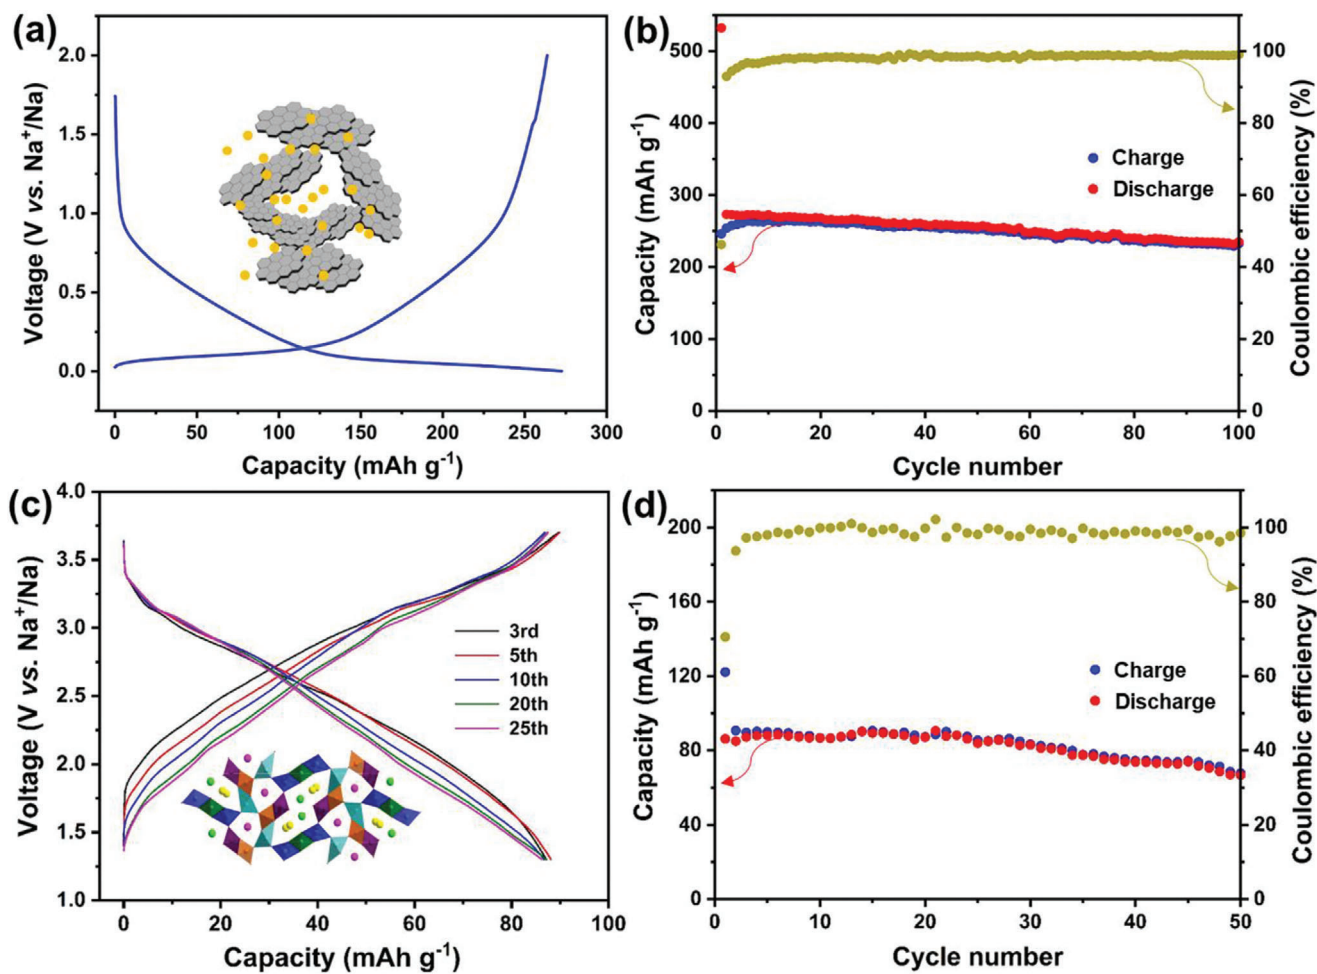 (a)
2.0
1.5
1.0
0.5
0.0
Voltage (V vs. Na⁺/Na)
0 50 100 150 200 250 300
Capacity (mAh g⁻¹)
(b)
500
400
300
200
100
0
Capacity (mAh g⁻¹)
Charge
Discharge
100
80
60
40
20
0
Coulombic efficiency (%)
0 20 40 60 80 100
Cycle number
(c)
4.0
3.5
3.0
2.5
2.0
1.5
1.0
Voltage (V vs. Na⁺/Na)
3rd
5th
10th
20th
25th
0 20 40 60 80 100
Capacity (mAh g⁻¹)
(d)
200
160
120
80
40
0
Capacity (mAh g⁻¹)
Charge
Discharge
100
80
60
40
20
0
Coulombic efficiency (%)
0 10 20 30 40 50
Cycle number